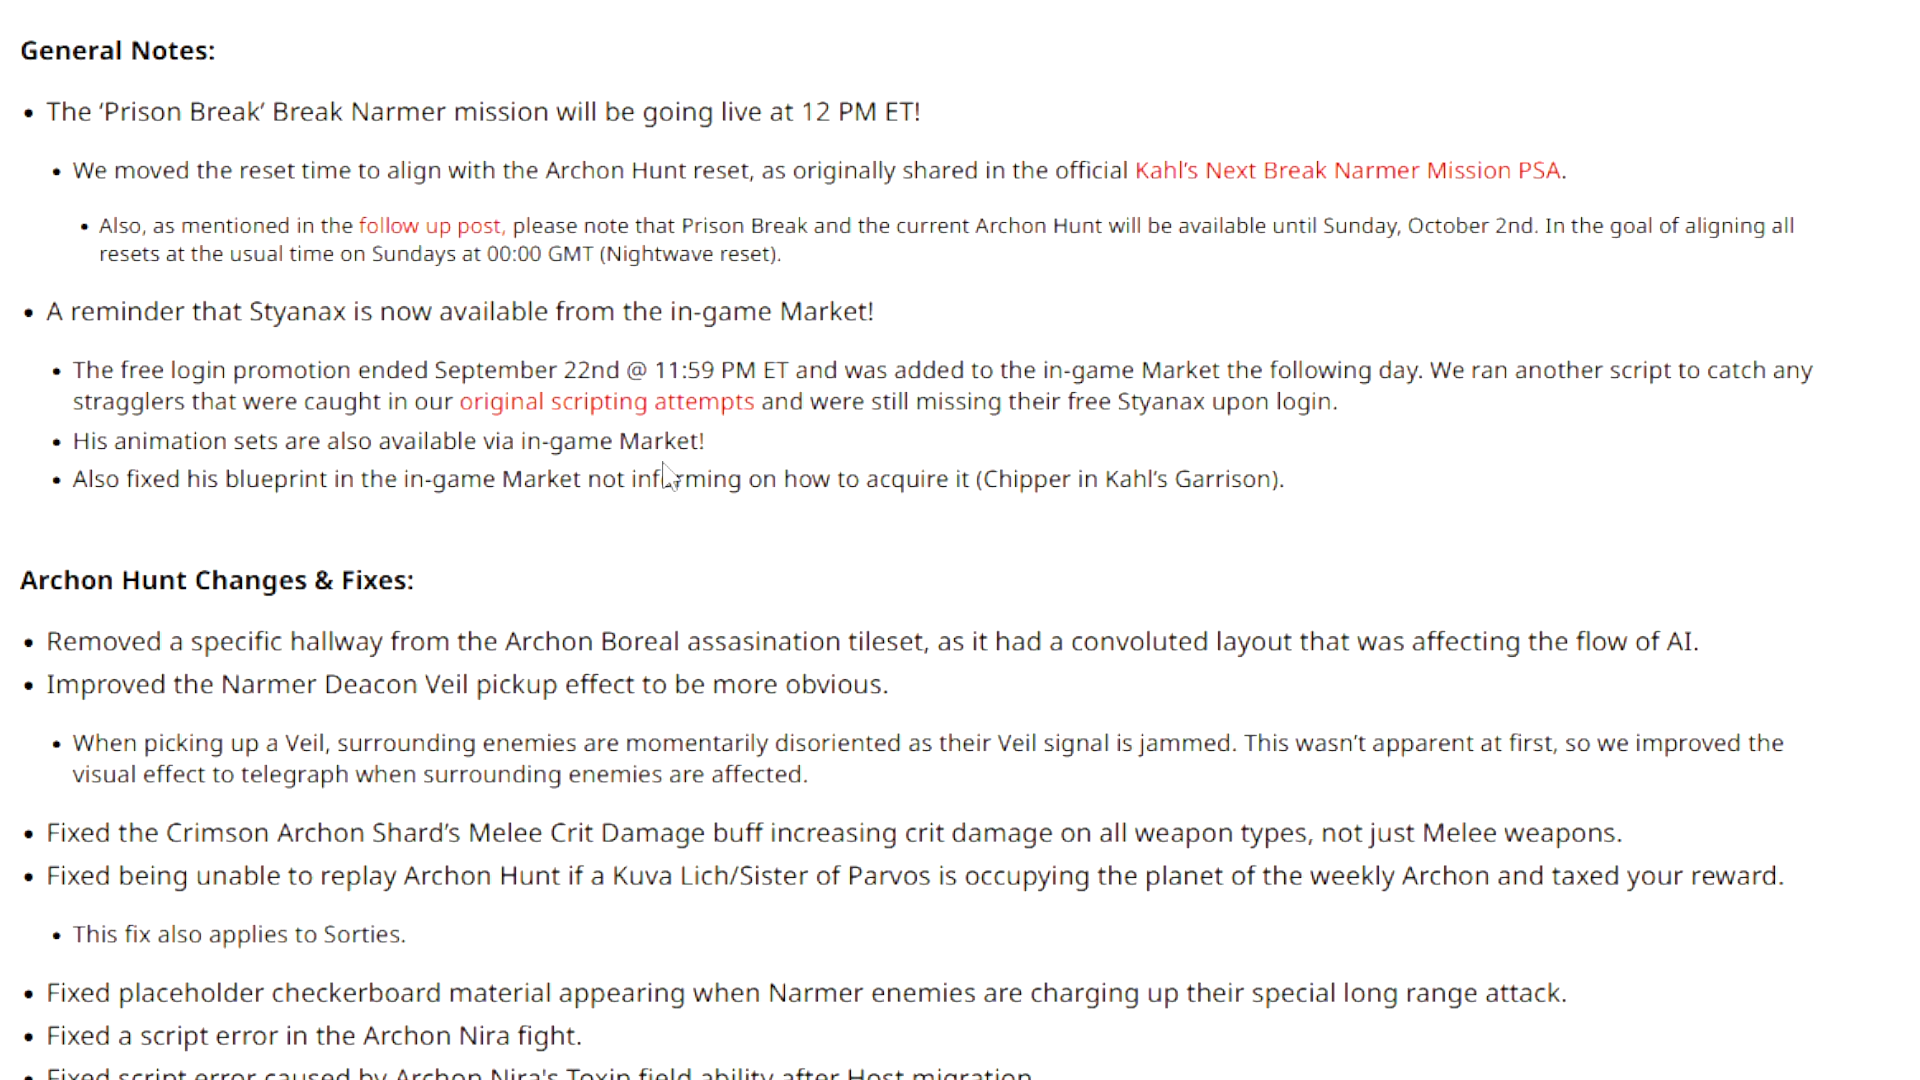 General Notes:
• The ‘Prison Break’ Break Narmer mission will be going live at 12 PM ET!
• We moved the reset time to align with the Archon Hunt reset, as originally shared in the official Kahl’s Next Break Narmer Mission PSA.
• Also, as mentioned in the follow up post, please note that Prison Break and the current Archon Hunt will be available until Sunday, October 2nd. In the goal of aligning all
resets at the usual time on Sundays at 00:00 GMT (Nightwave reset).
• A reminder that Styanax is now available from the in-game Market!
• The free login promotion ended September 22nd @ 11:59 PM ET and was added to the in-game Market the following day. We ran another script to catch any
stragglers that were caught in our original scripting attempts and were still missing their free Styanax upon login.
• His animation sets are also available via in-game Market!
• Also fixed his blueprint in the in-game Market not informing on how to acquire it (Chipper in Kahl’s Garrison).
Archon Hunt Changes & Fixes:
• Removed a specific hallway from the Archon Boreal assasination tileset, as it had a convoluted layout that was affecting the flow of AI.
• Improved the Narmer Deacon Veil pickup effect to be more obvious.
• When picking up a Veil, surrounding enemies are momentarily disoriented as their Veil signal is jammed. This wasn’t apparent at first, so we improved the
visual effect to telegraph when surrounding enemies are affected.
• Fixed the Crimson Archon Shard’s Melee Crit Damage buff increasing crit damage on all weapon types, not just Melee weapons.
• Fixed being unable to replay Archon Hunt if a Kuva Lich/Sister of Parvos is occupying the planet of the weekly Archon and taxed your reward.
• This fix also applies to Sorties.
• Fixed placeholder checkerboard material appearing when Narmer enemies are charging up their special long range attack.
• Fixed a script error in the Archon Nira fight.
• Fixed script error caused by Archon Nira's Toxin field ability after Host migration.